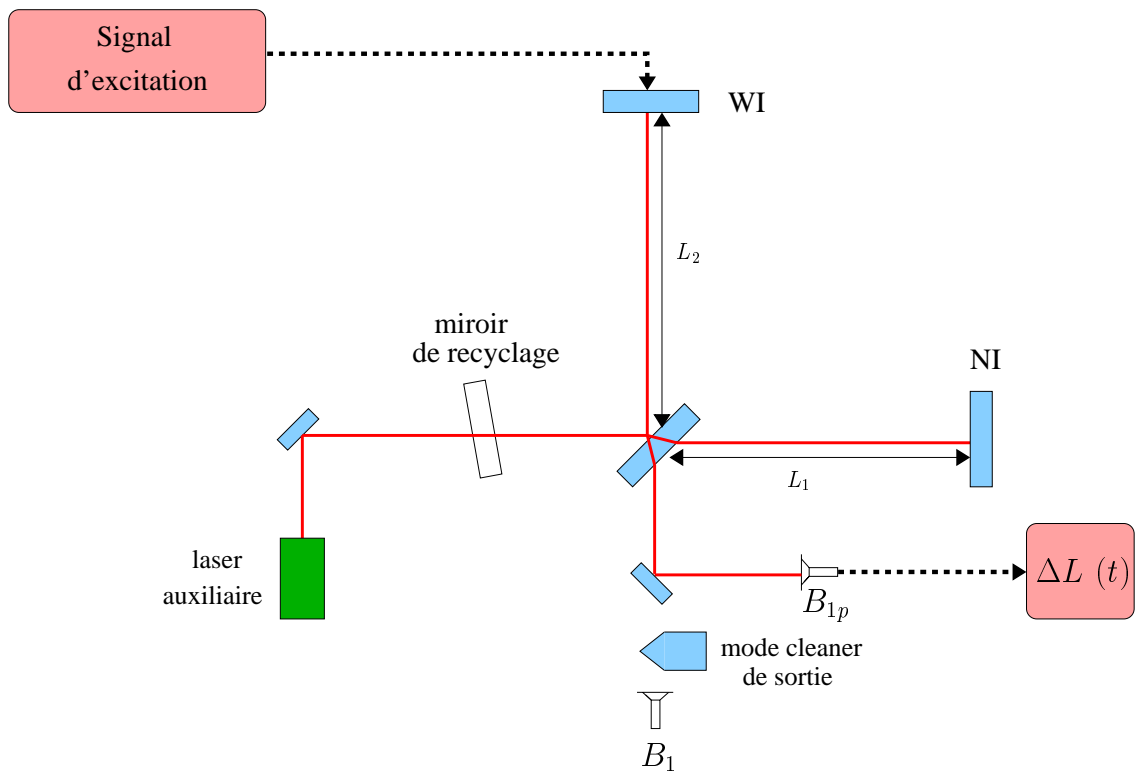 Signal
d'excitation
WI
L₂
miroir
de recyclage
NI
L₁
laser
auxiliaire
B₁ₚ
ΔL (t)
mode cleaner
de sortie
B₁